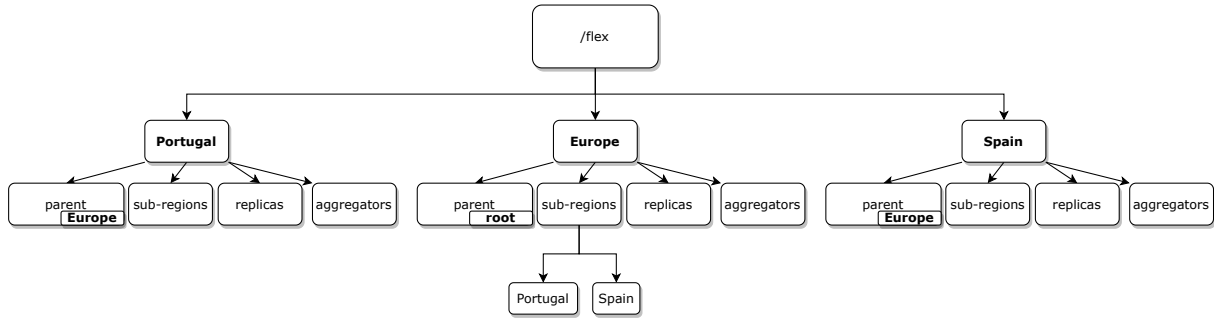 /flex
Portugal
Europe
Spain
parent
Europe
sub-regions
replicas
aggregators
parent
root
sub-regions
replicas
aggregators
parent
Europe
sub-regions
replicas
aggregators
Portugal
Spain